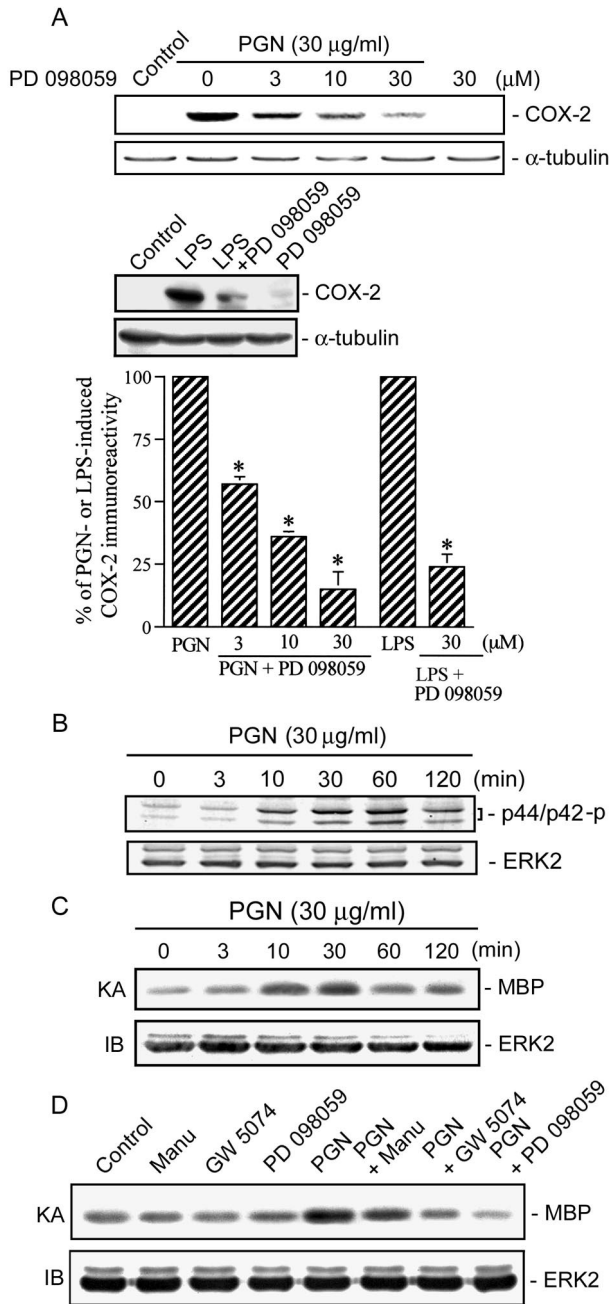 A
PGN (30 μg/ml)
Control
PD 098059 0 3 10 30 30 (μM)
- COX-2
- α-tubulin
Control LPS LPS +PD 098059 PD 098059
- COX-2
- α-tubulin
% of PGN- or LPS-induced
COX-2 immunoreactivity
100
75
50
25
0
* * * *
PGN 3 10 30 LPS 30 (μM)
PGN + PD 098059
LPS +
PD 098059
B
PGN (30 μg/ml)
0 3 10 30 60 120 (min)
- p44/p42-p
- ERK2
C
PGN (30 μg/ml)
0 3 10 30 60 120 (min)
KA - MBP
IB - ERK2
D
Control Manu GW 5074 PD 098059 PGN PGN + Manu PGN + GW 5074 PGN + PD 098059
KA - MBP
IB - ERK2